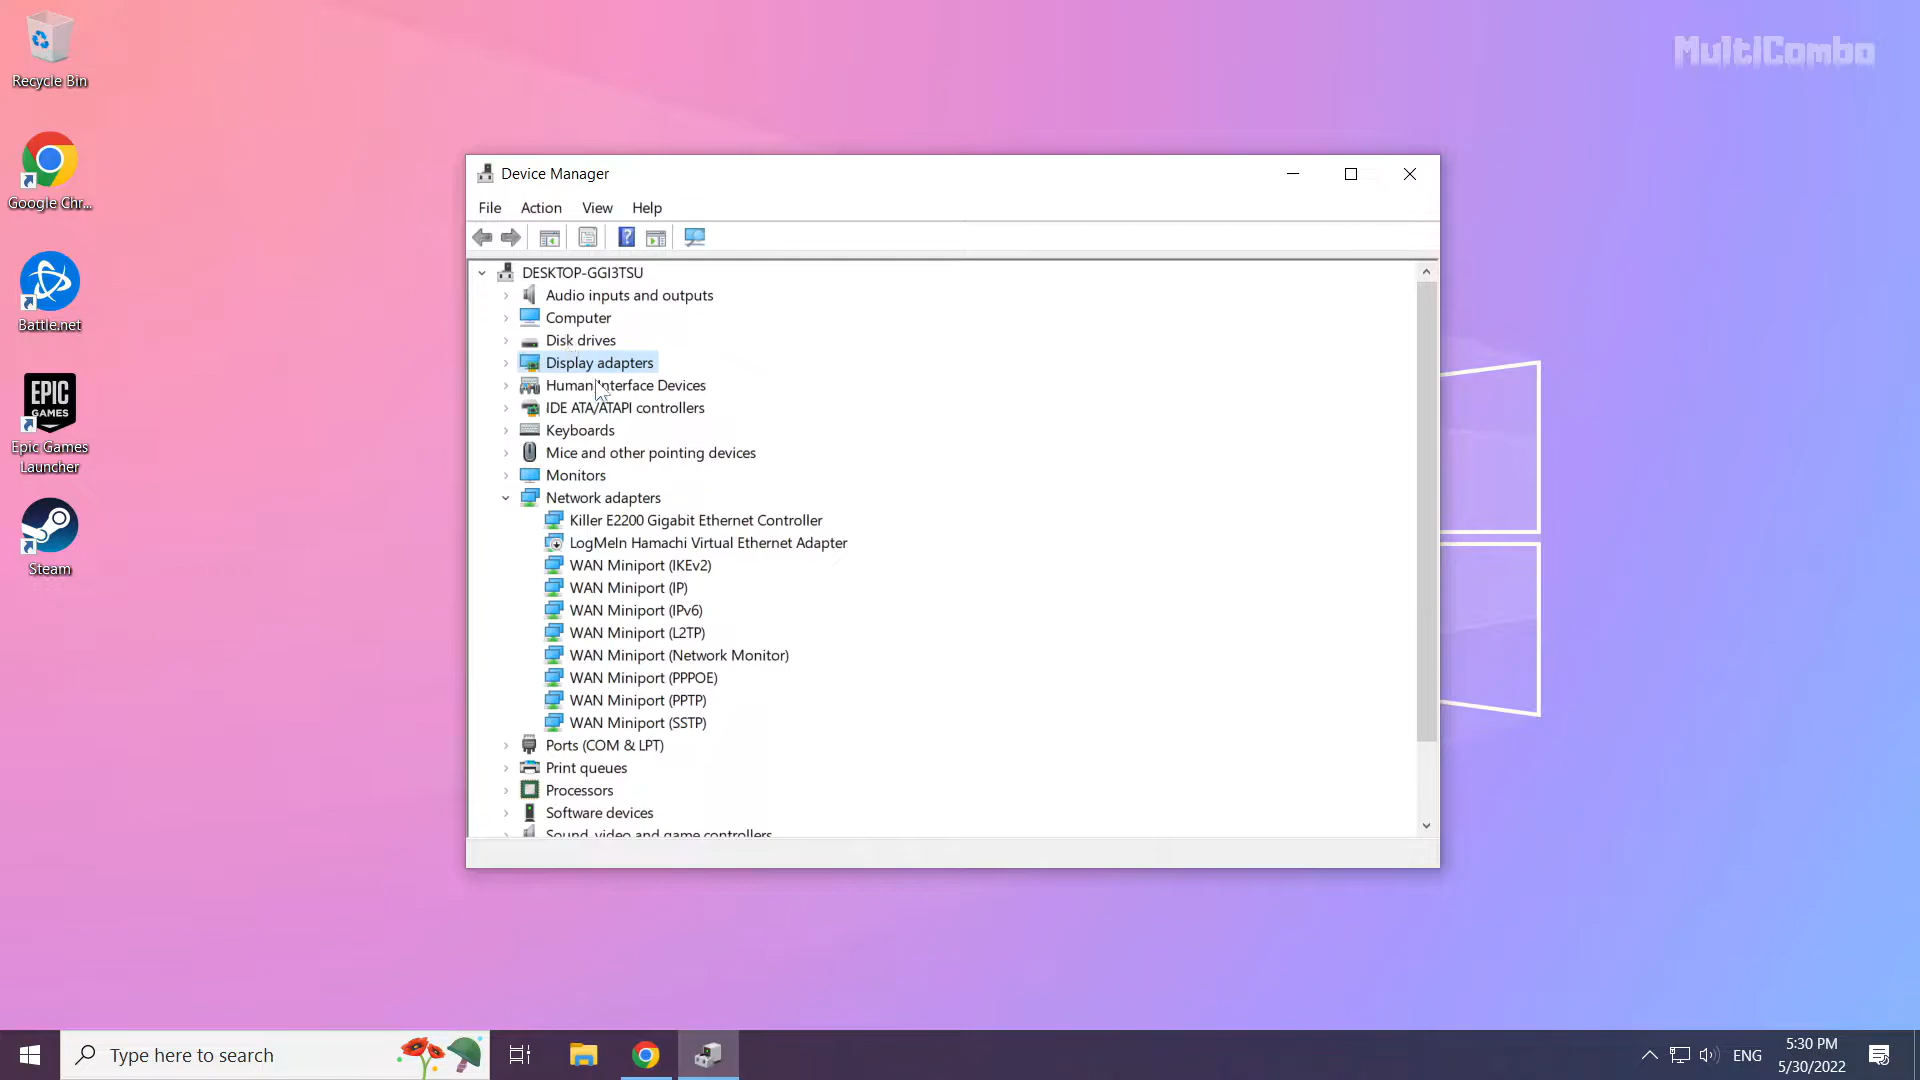 MultiCombo
Recycle Bin
Google Chr...
Battle.net
EPIC
GAMES
Epic Games
Launcher
Steam
Device Manager
File Action View Help
DESKTOP-GGI3TSU
Audio inputs and outputs
Computer
Disk drives
Display adapters
Human Interface Devices
IDE ATA/ATAPI controllers
Keyboards
Mice and other pointing devices
Monitors
Network adapters
Killer E2200 Gigabit Ethernet Controller
LogMeIn Hamachi Virtual Ethernet Adapter
WAN Miniport (IKEv2)
WAN Miniport (IP)
WAN Miniport (IPv6)
WAN Miniport (L2TP)
WAN Miniport (Network Monitor)
WAN Miniport (PPPOE)
WAN Miniport (PPTP)
WAN Miniport (SSTP)
Ports (COM & LPT)
Print queues
Processors
Software devices
Sound, video and game controllers
Type here to search
ENG
5:30 PM
5/30/2022